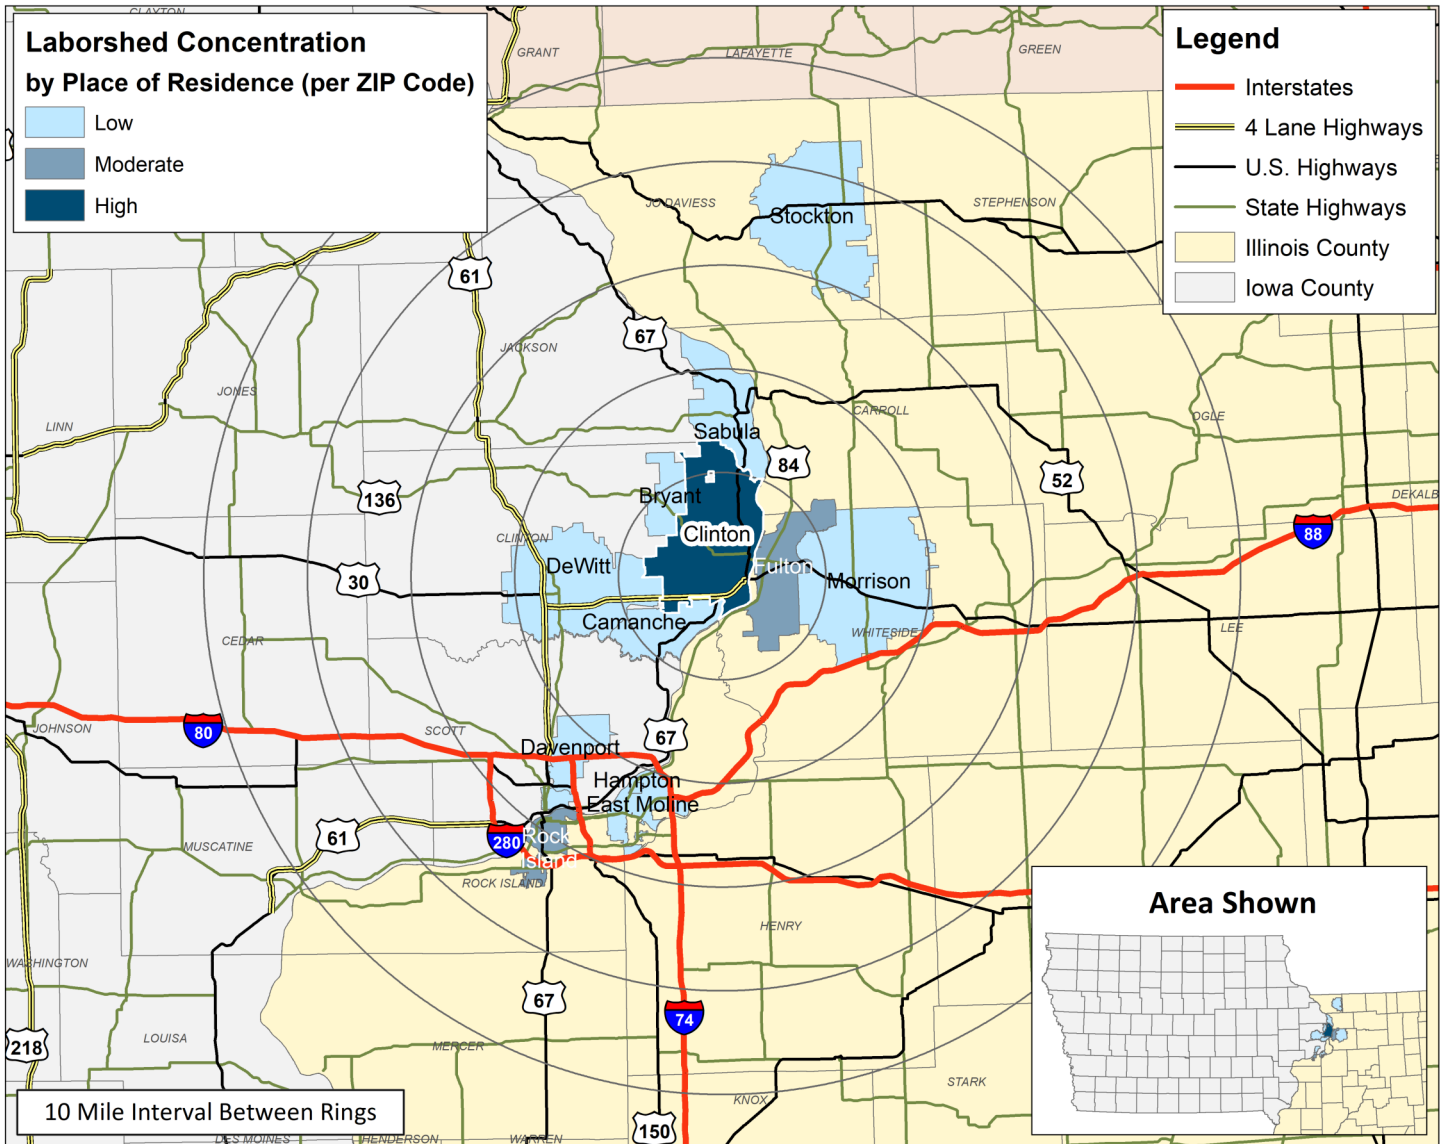 CLAYTON
Laborshed Concentration
by Place of Residence (per ZIP Code)
Low
Moderate
High
Legend
Interstates
4 Lane Highways
U.S. Highways
State Highways
Illinois County
Iowa County
GRANT
LAFAYETTE
GREEN
JO DAVIESS
STEPHENSON
Stockton
61
67
JACKSON
JONES
LINN
CARROLL
OGLE
Sabula
84
52
136
Bryant
DEKALB
88
Clinton
CLINTON
DeWitt
Fulton
30
Morrison
Camanche
WHITESIDE
LEE
CEDAR
80
JOHNSON
SCOTT
67
Davenport
Hampton
East Moline
61
280
Rock
Island
MUSCATINE
ROCK ISLAND
HENRY
WASHINGTON
67
74
218
LOUISA
MERCER
STARK
KNOX
150
10 Mile Interval Between Rings
DES MOINES
HENDERSON
WARREN
Area Shown